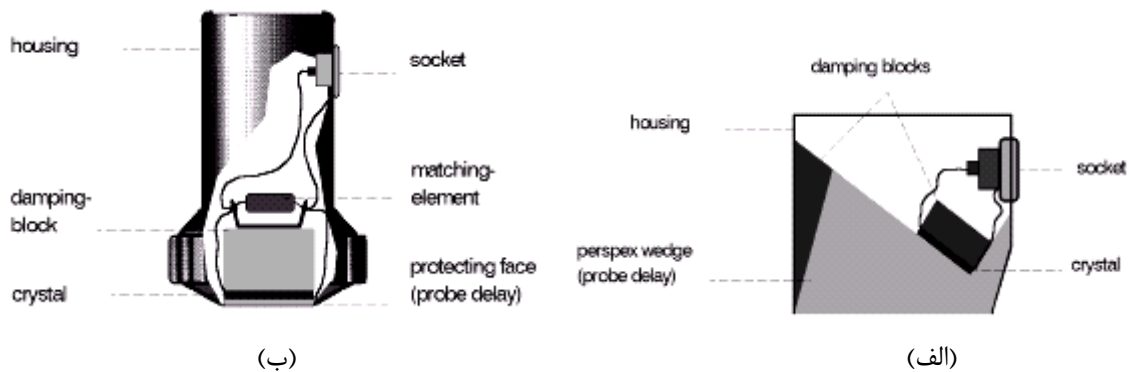 housing
socket
damping-
block
matching-
element
crystal
protecting face
(probe delay)
(ب)
damping blocks
housing
socket
perspex wedge
(probe delay)
crystal
(الف)